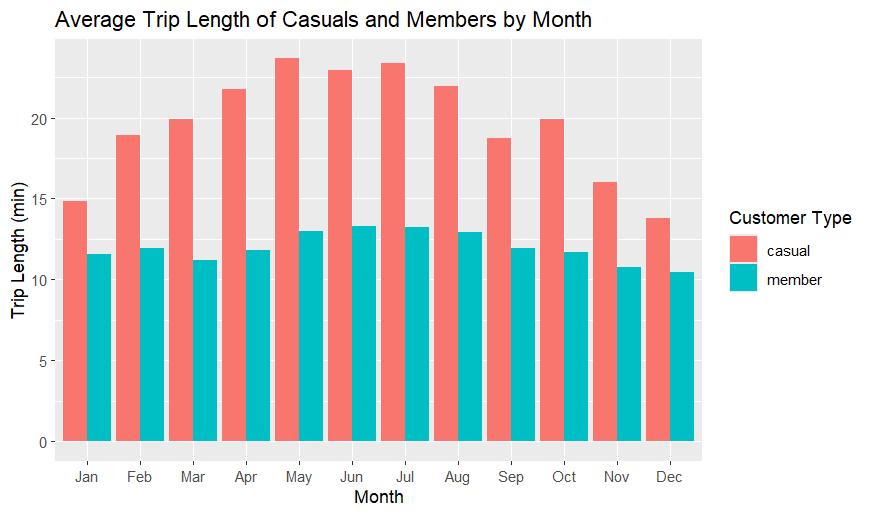 Average Trip Length of Casuals and Members by Month
Trip Length (min)
20
15
10
5
0
Jan Feb Mar Apr May Jun Jul Aug Sep Oct Nov Dec
Month
Customer Type
casual
member